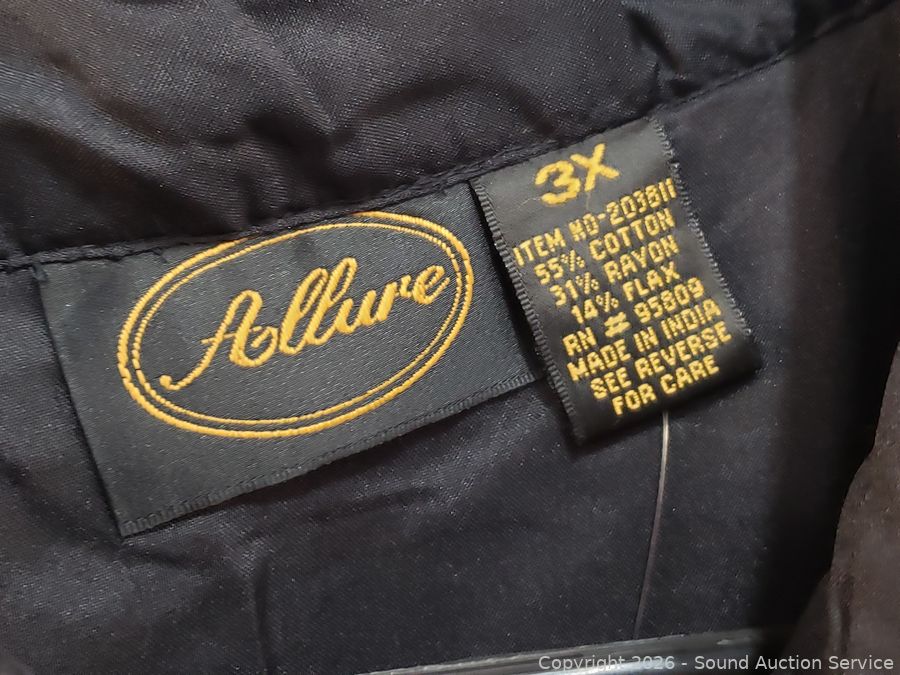 Allure
3X
ITEM NO-203811
55% COTTON
31% RAYON
14% FLAX
RN # 95809
MADE IN INDIA
SEE REVERSE
FOR CARE
Copyright 2026 - Sound Auction Service